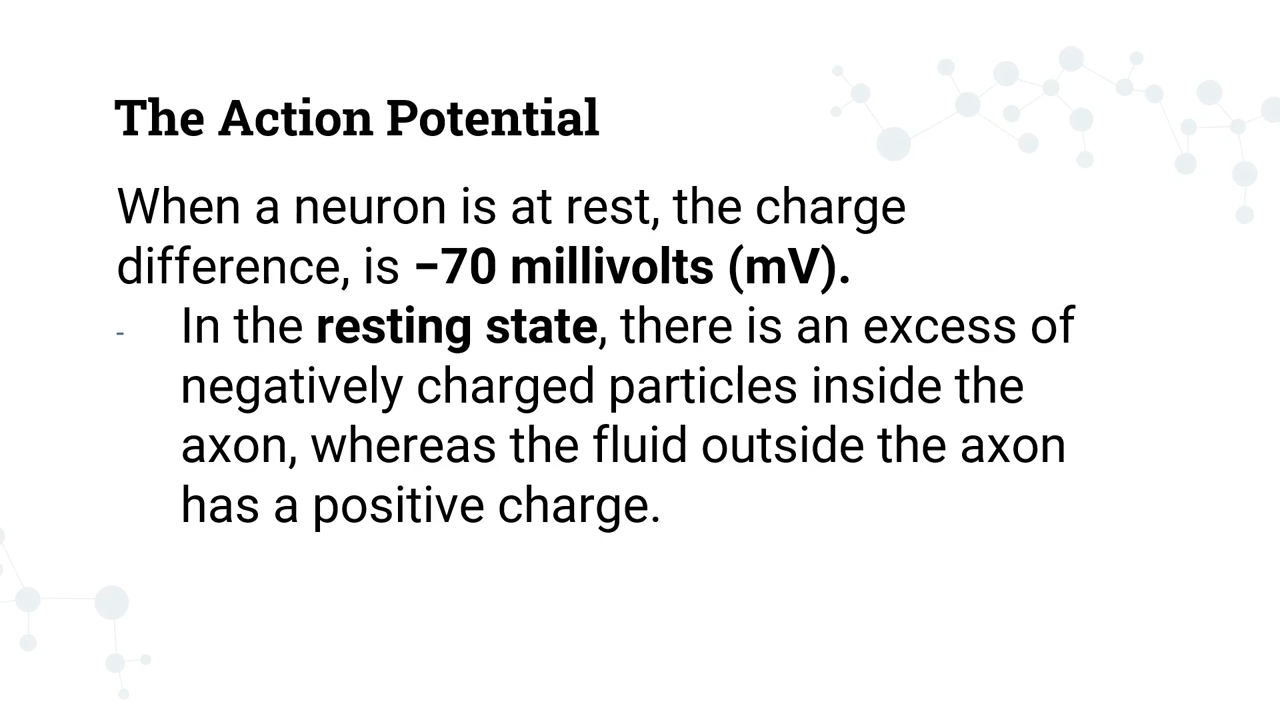 The Action Potential
When a neuron is at rest, the charge
difference, is −70 millivolts (mV).
- In the resting state, there is an excess of
negatively charged particles inside the
axon, whereas the fluid outside the axon
has a positive charge.